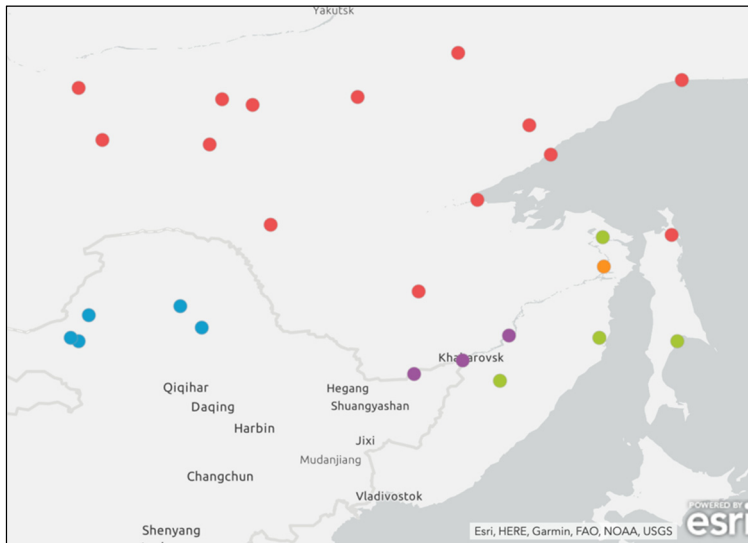 Yakutsk
Khabarovsk
Qiqihar
Hegang
Daqing
Shuangyashan
Harbin
Jixi
Mudanjiang
Changchun
Vladivostok
Shenyang
POWERED BY
esri
Esri, HERE, Garmin, FAO, NOAA, USGS